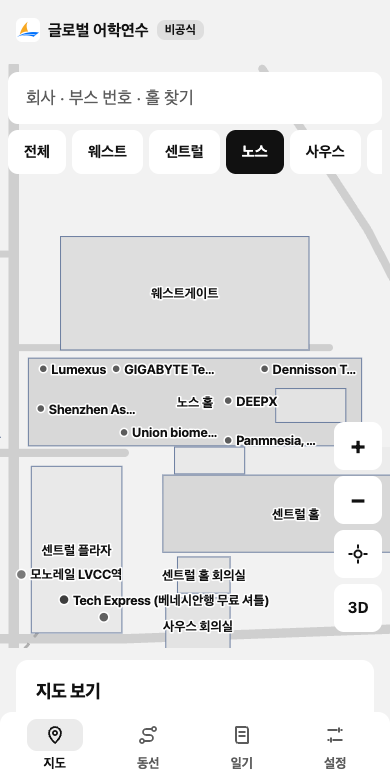 글로벌 어학연수 비공식
회사 · 부스 번호 · 홀 찾기
전체 웨스트 센트럴 노스 사우스
웨스트게이트
Lumexus GIGABYTE Te... Dennisson T...
노스 홀 DEEPX
Shenzhen As...
Union biome... Panmnesia, ...
센트럴 홀
센트럴 플라자
모노레일 LVCC역 센트럴 홀 회의실
Tech Express (베네시안행 무료 셔틀)
사우스 회의실
+
−
3D
지도 보기
지도 동선 일기 설정